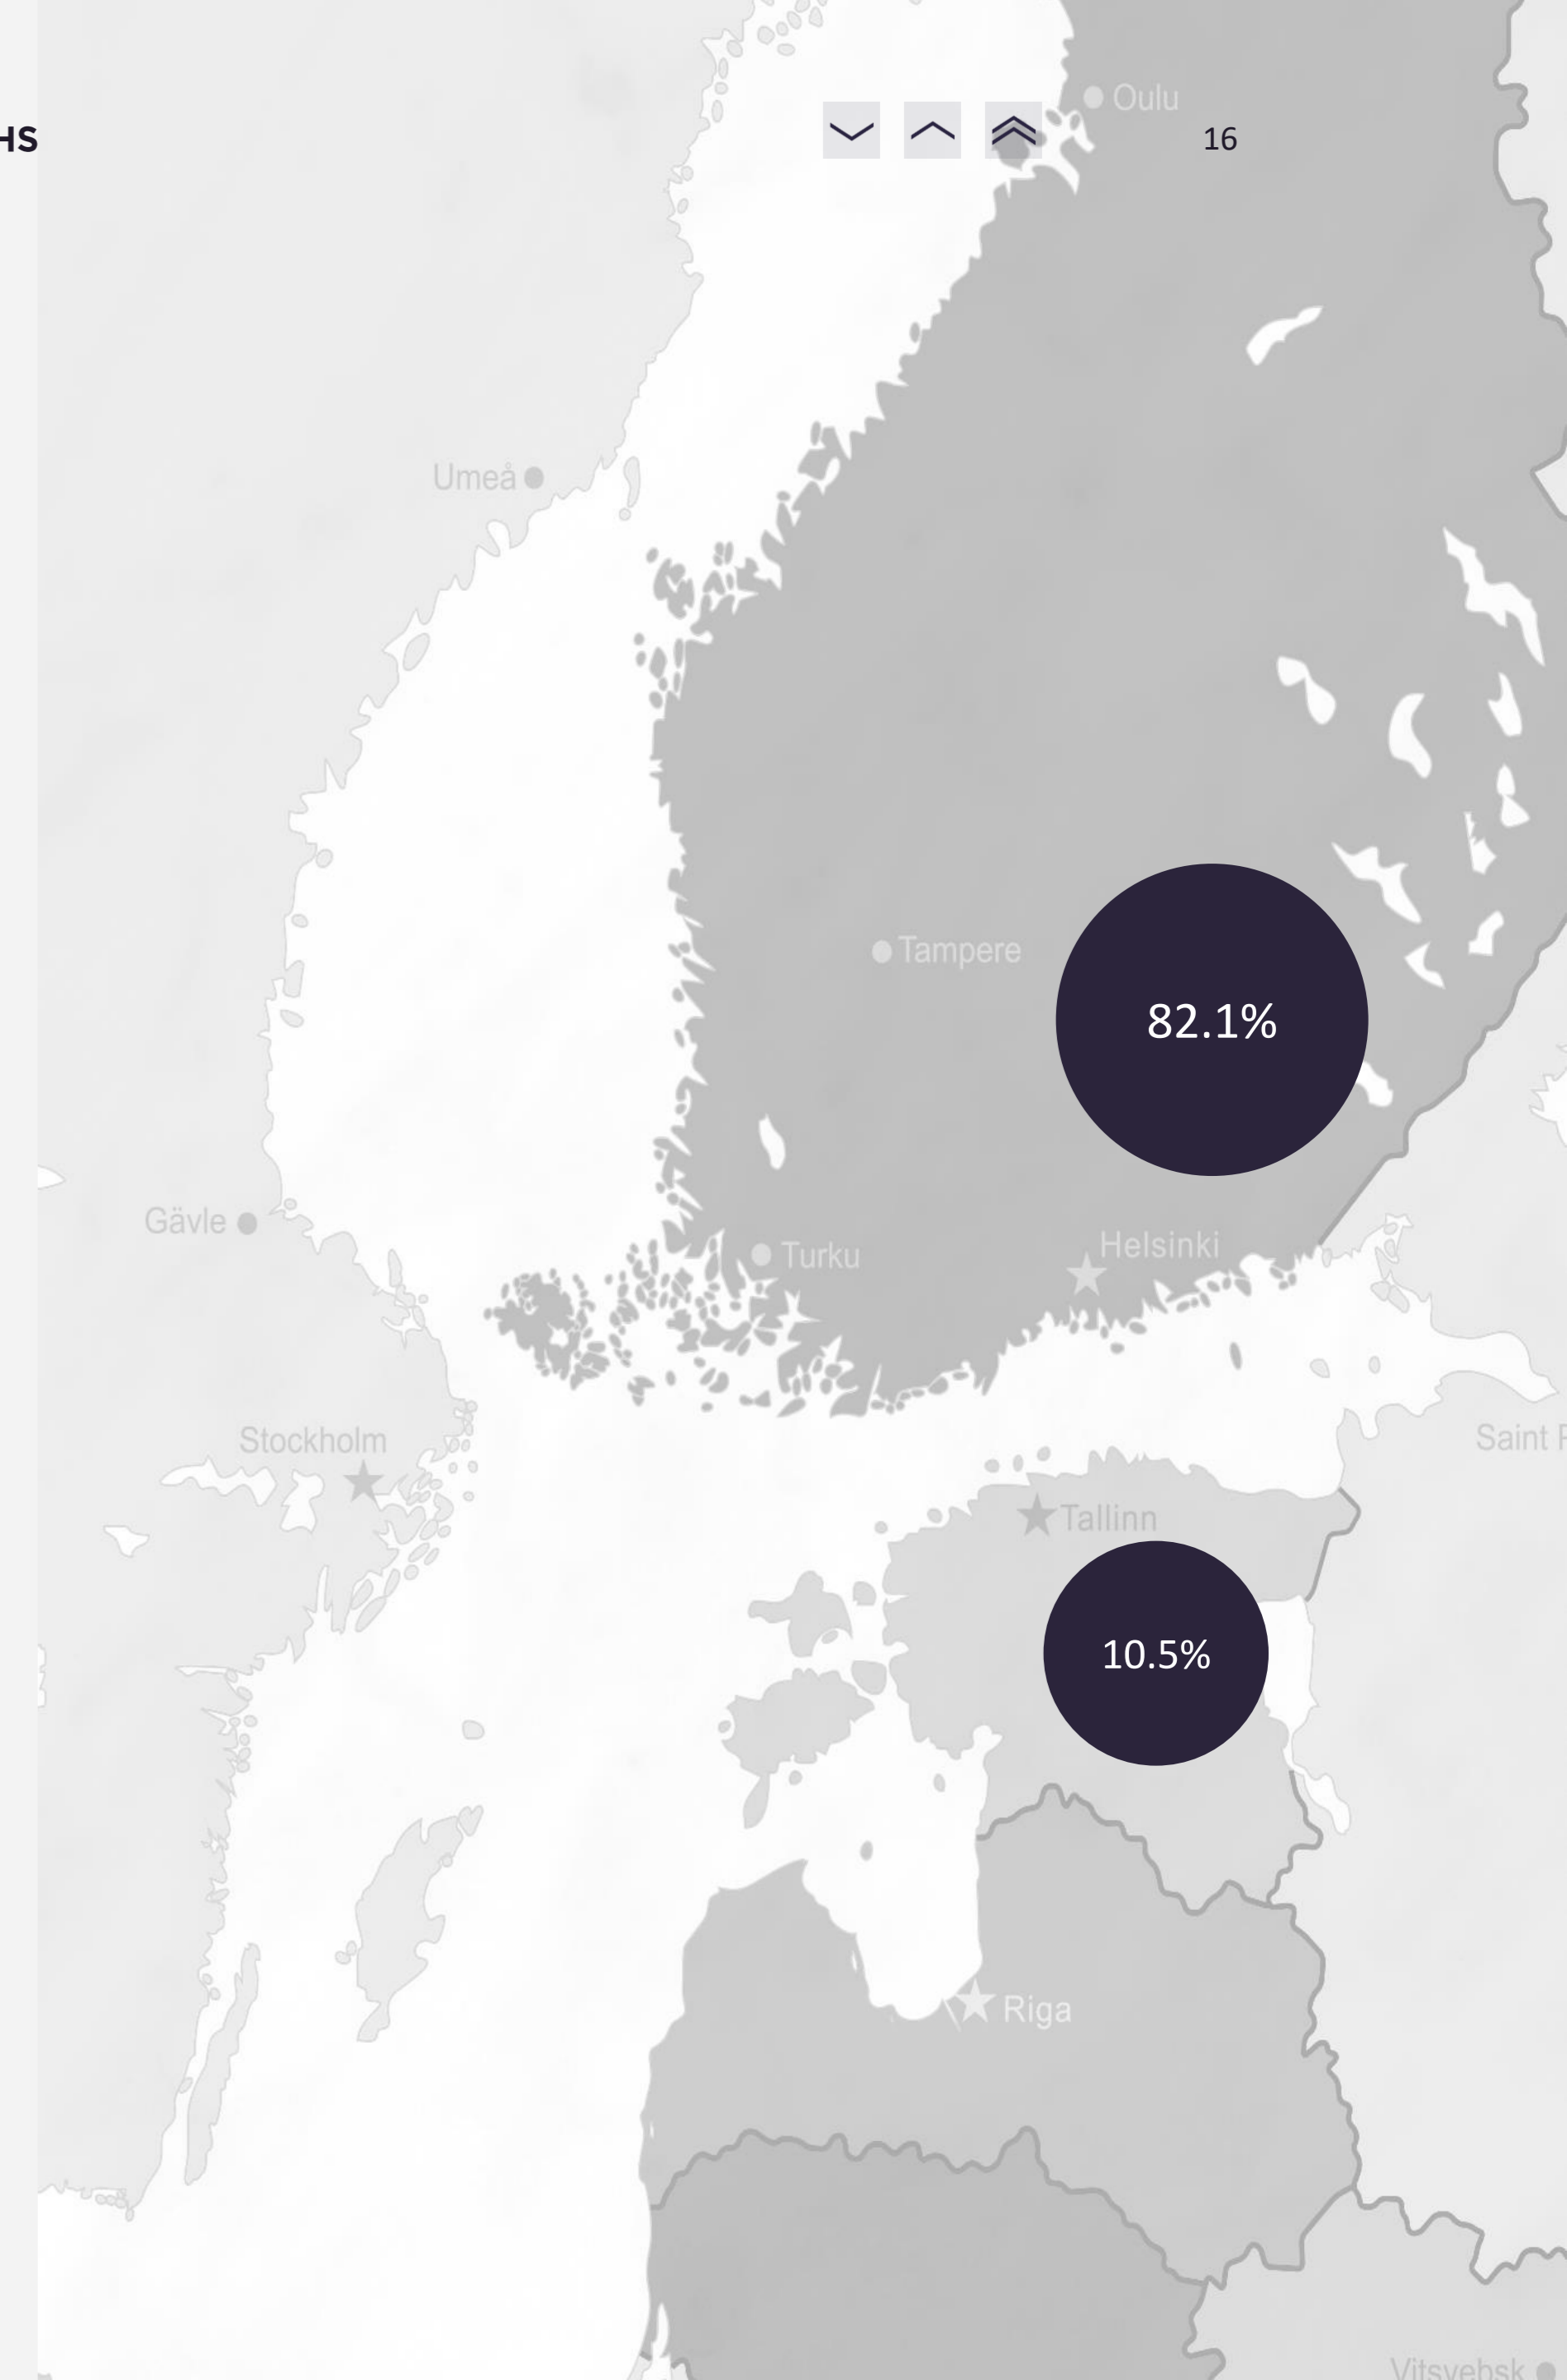 Oulu
HS
16
Umeå
Tampere
82.1%
Gävle
Helsinki
Turku
Stockholm
Saint
Tallinn
10.5%
Riga
Vitsyebsk